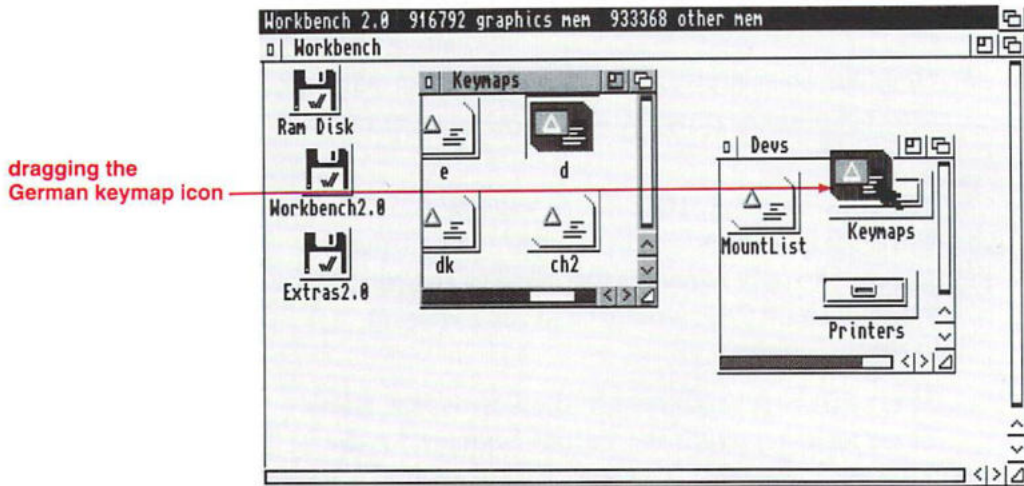 Workbench 2.0 916792 graphics mem 933368 other mem
Workbench
Ram Disk
Workbench2.0
Extras2.0
Keymaps
e
d
dk
ch2
Devs
MountList
Keymaps
Printers
dragging the
German keymap icon